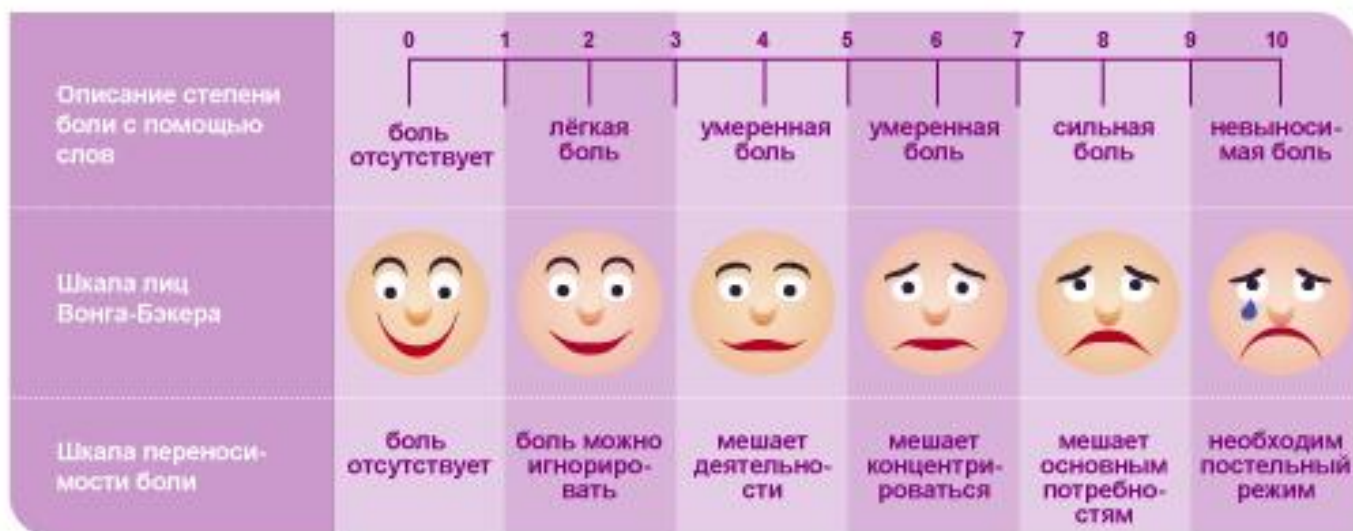 0 1 2 3 4 5 6 7 8 9 10
Описание степени
боли с помощью
слов
боль
отсутствует
лёгкая
боль
умеренная
боль
умеренная
боль
сильная
боль
невыноси-
мая боль
Шкала лиц
Вонга-Бэкера
Шкала переноси-
мости боли
боль
отсутствует
боль можно
игнориро-
вать
мешает
деятельно-
сти
мешает
концентри-
роваться
мешает
основным
потребно-
стям
необходим
постельный
режим